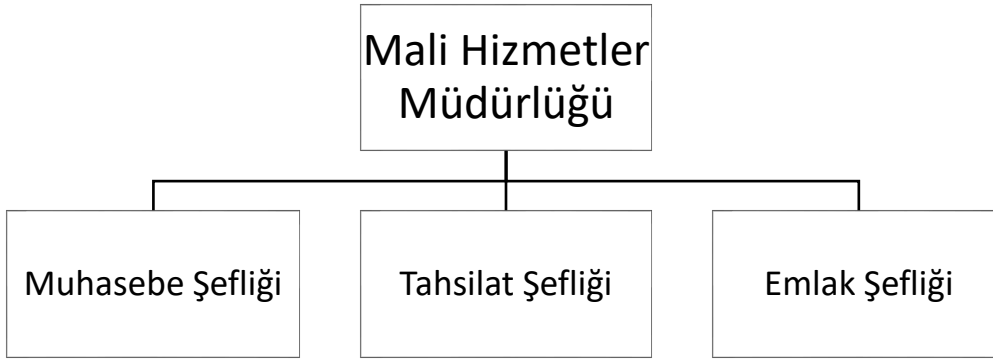 Mali Hizmetler
Müdürlüğü
Muhasebe Şefliği
Tahsilat Şefliği
Emlak Şefliği